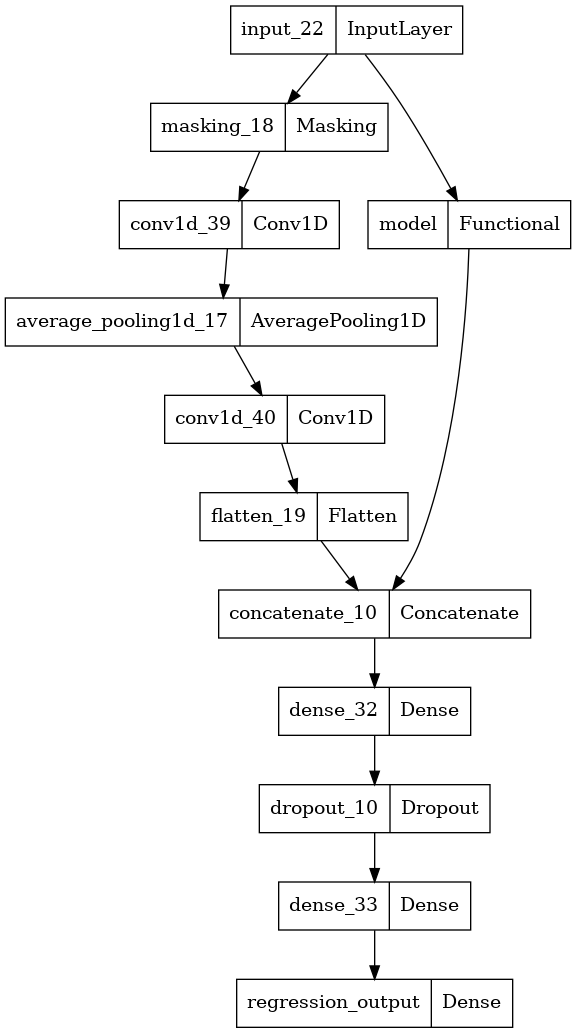 input_22 InputLayer
masking_18 Masking
conv1d_39 Conv1D
model Functional
average_pooling1d_17 AveragePooling1D
conv1d_40 Conv1D
flatten_19 Flatten
concatenate_10 Concatenate
dense_32 Dense
dropout_10 Dropout
dense_33 Dense
regression_output Dense